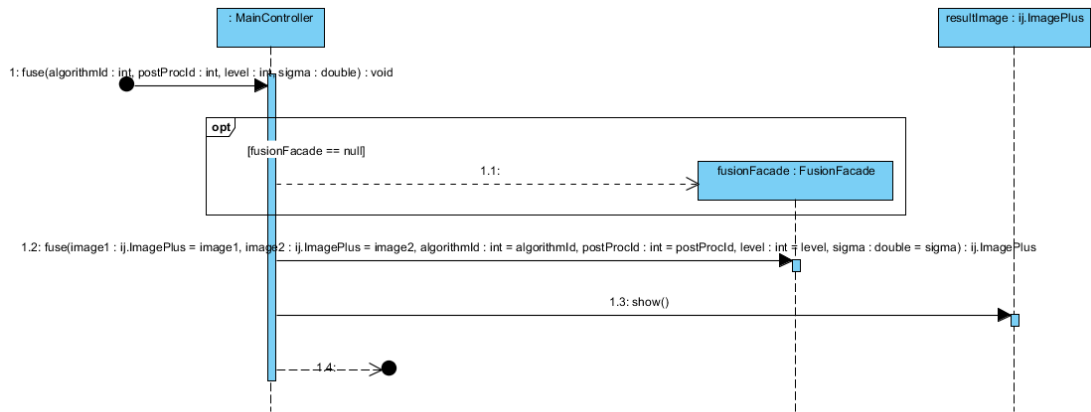 : MainController
resultImage : ij.ImagePlus
1: fuse(algorithmId : int, postProcId : int, level : int, sigma : double) : void
opt
[fusionFacade == null]
1.1:
fusionFacade : FusionFacade
1.2: fuse(image1 : ij.ImagePlus = image1, image2 : ij.ImagePlus = image2, algorithmId : int = algorithmId, postProcId : int = postProcId, level : int = level, sigma : double = sigma) : ij.ImagePlus
1.3: show()
1.4: